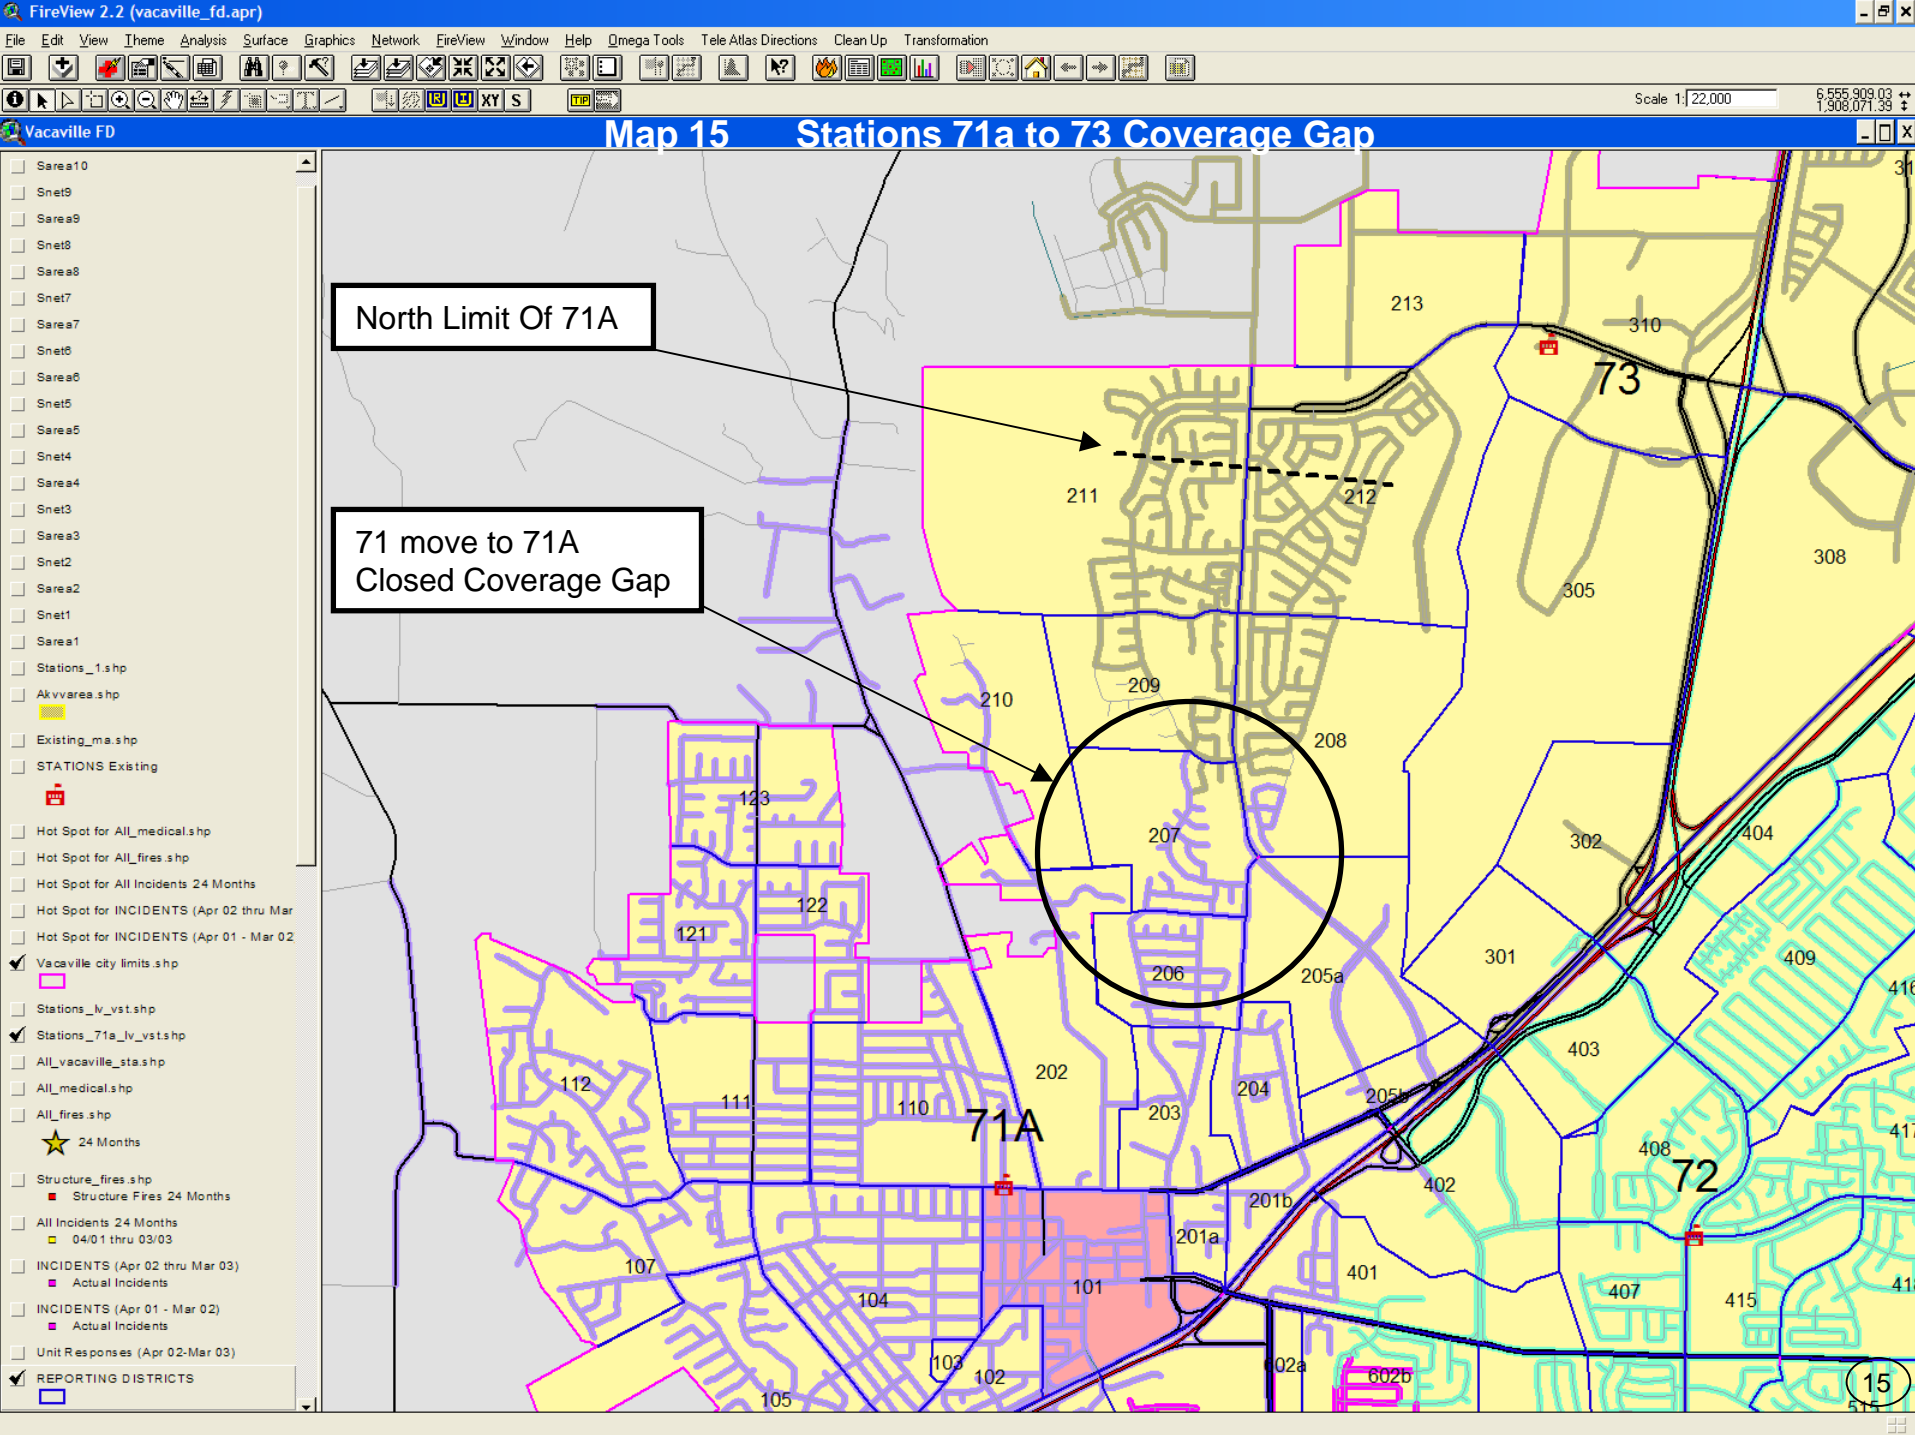 FireView 2.2 (vacaville_fd.apr)
File Edit View Theme Analysis Surface Graphics Network FireView Window Help Omega Tools Tele Atlas Directions Clean Up Transformation
XY S TIP
Scale 1: 22,000
6,555,909.03
1,908,071.39
Vacaville FD
Map 15 Stations 71a to 73 Coverage Gap
Sarea10
Snet9
Sarea9
Snet8
Sarea8
Snet7
Sarea7
Snet6
Sarea6
Snet5
Sarea5
Snet4
Sarea4
Snet3
Sarea3
Snet2
Sarea2
Snet1
Sarea1
Stations_1.shp
Akvvarea.shp
Existing_ma.shp
STATIONS Existing
Hot Spot for All_medical.shp
Hot Spot for All_fires.shp
Hot Spot for All Incidents 24 Months
Hot Spot for INCIDENTS (Apr 02 thru Mar
Hot Spot for INCIDENTS (Apr 01 - Mar 02
Vacaville city limits.shp
Stations_lv_vst.shp
Stations_71a_lv_vst.shp
All_vacaville_sta.shp
All_medical.shp
All_fires.shp
24 Months
Structure_fires.shp
Structure Fires 24 Months
All Incidents 24 Months
04/01 thru 03/03
INCIDENTS (Apr 02 thru Mar 03)
Actual Incidents
INCIDENTS (Apr 01 - Mar 02)
Actual Incidents
Unit Responses (Apr 02-Mar 03)
REPORTING DISTRICTS
North Limit Of 71A
71 move to 71A
Closed Coverage Gap
213
310
73
211
212
305
308
210
209
208
123
207
302
404
122
121
206
205a
301
409
112
111
110
202
71A
203
204
205b
403
408
72
402
201b
201a
107
104
101
401
407
415
103
102
105
602b
15